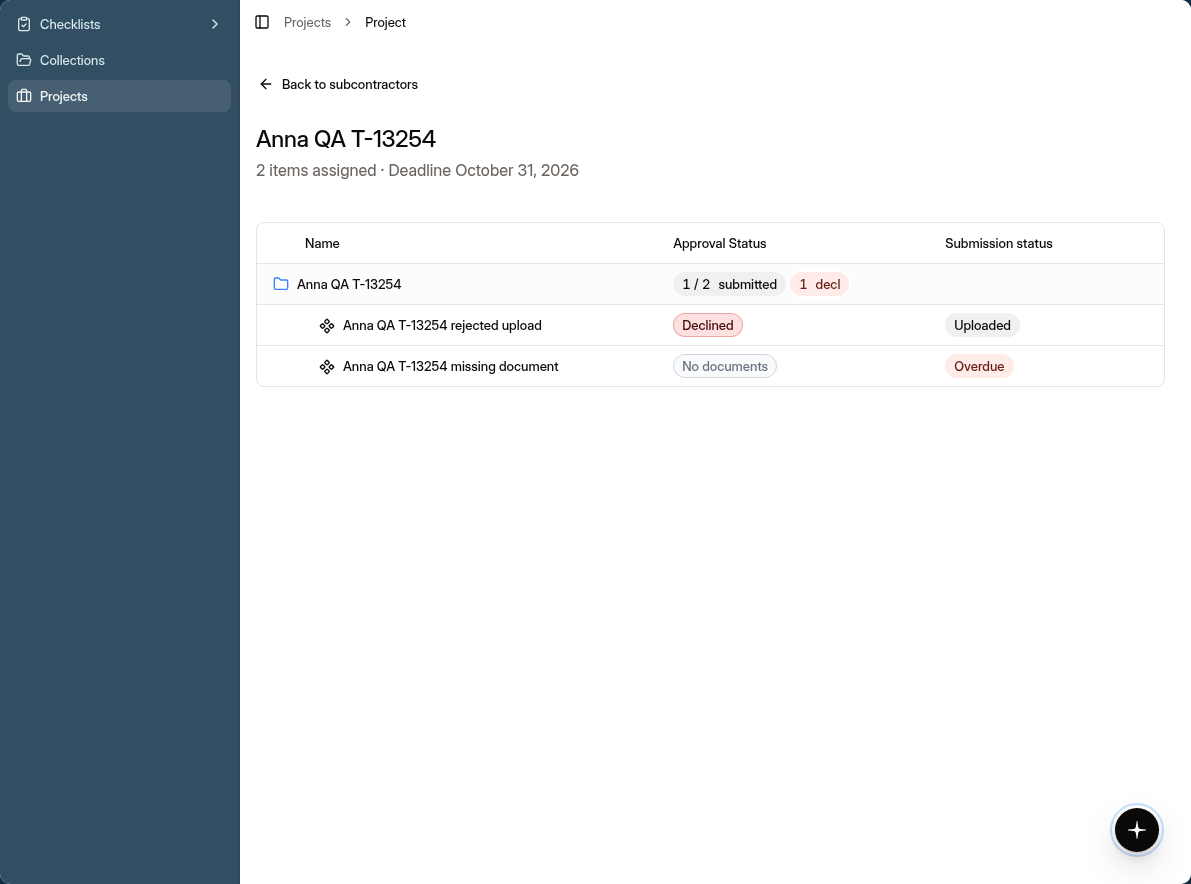 Checklists
Collections
Projects
Projects > Project
Back to subcontractors
Anna QA T-13254
2 items assigned · Deadline October 31, 2026
Name Approval Status Submission status
Anna QA T-13254 1 / 2 submitted 1 decl
Anna QA T-13254 rejected upload Declined Uploaded
Anna QA T-13254 missing document No documents Overdue